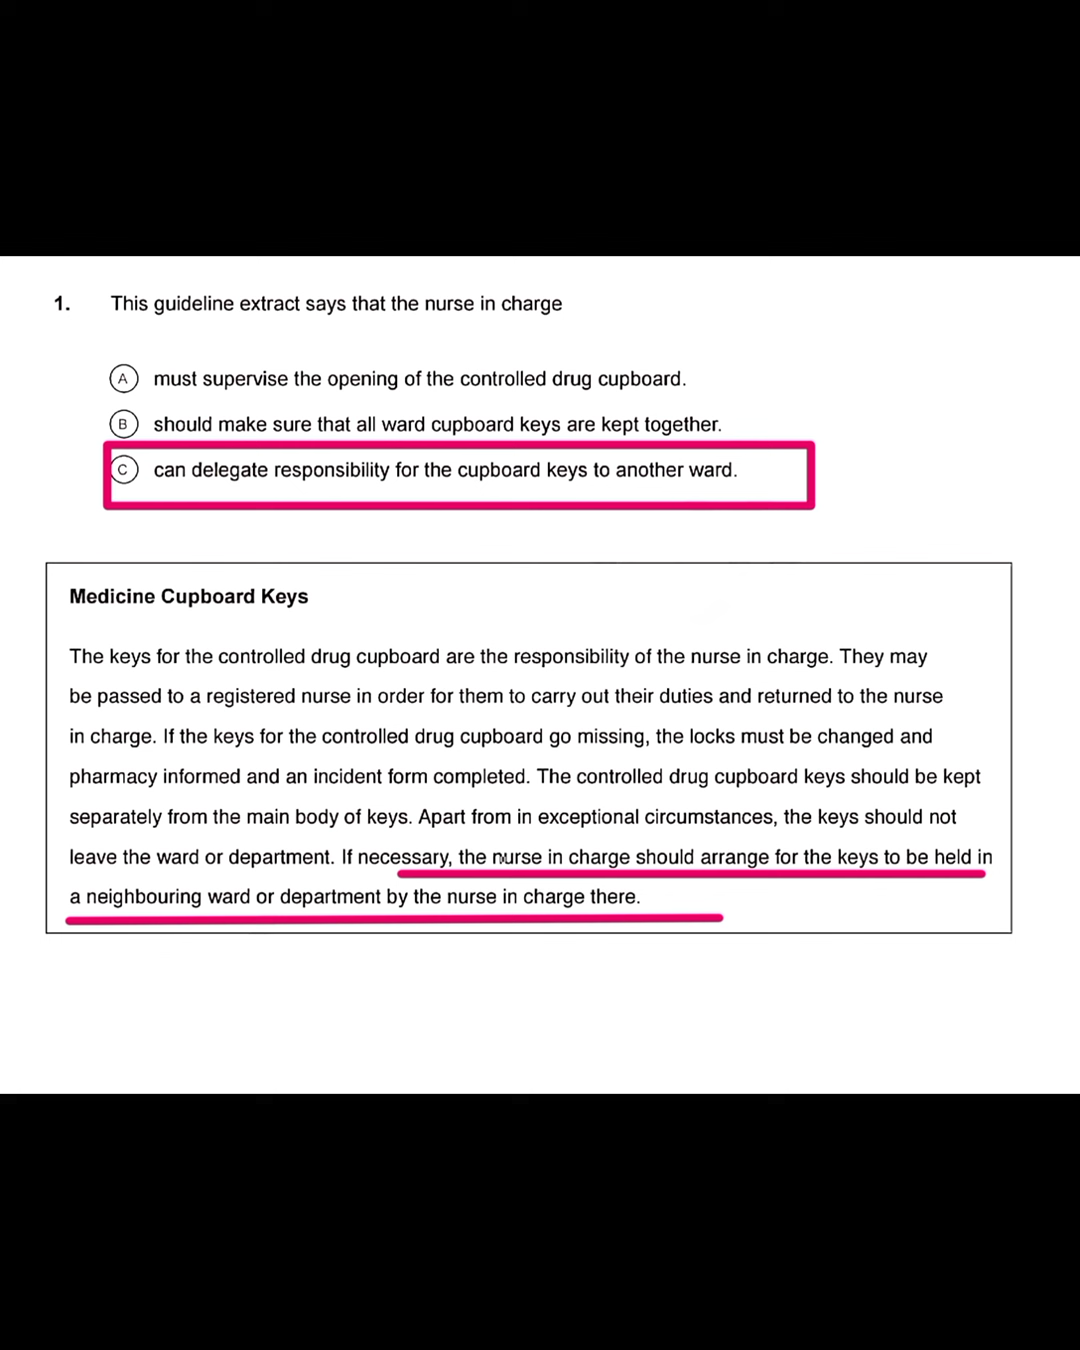 1. This guideline extract says that the nurse in charge
A must supervise the opening of the controlled drug cupboard.
B should make sure that all ward cupboard keys are kept together.
C can delegate responsibility for the cupboard keys to another ward.
Medicine Cupboard Keys
The keys for the controlled drug cupboard are the responsibility of the nurse in charge. They may
be passed to a registered nurse in order for them to carry out their duties and returned to the nurse
in charge. If the keys for the controlled drug cupboard go missing, the locks must be changed and
pharmacy informed and an incident form completed. The controlled drug cupboard keys should be kept
separately from the main body of keys. Apart from in exceptional circumstances, the keys should not
leave the ward or department. If necessary, the nurse in charge should arrange for the keys to be held in
a neighbouring ward or department by the nurse in charge there.